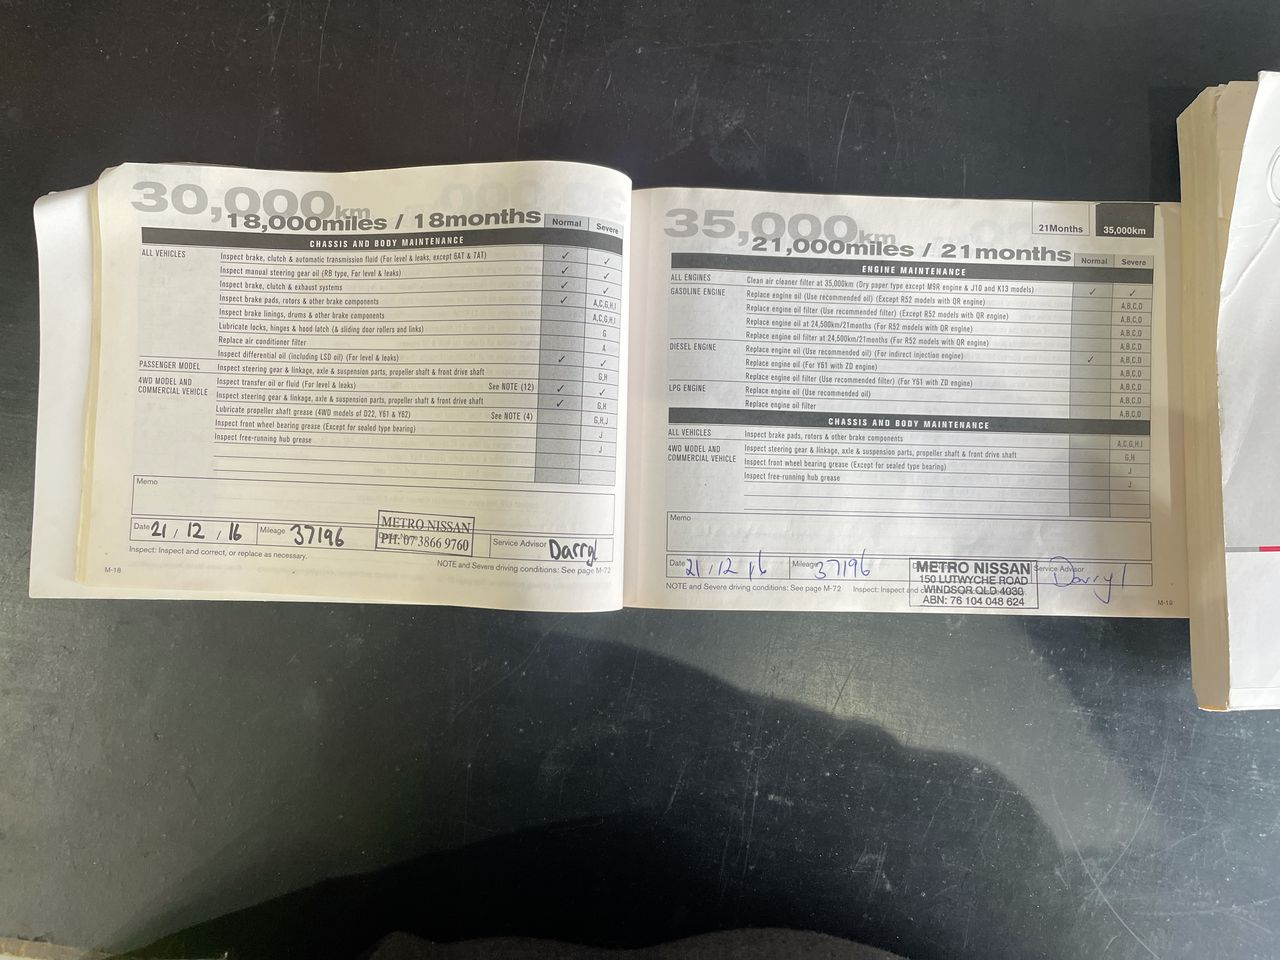 30,000km
18,000miles / 18months
Normal Severe
CHASSIS AND BODY MAINTENANCE
ALL VEHICLES Inspect brake, clutch & automatic transmission fluid (For level & leaks, except 6AT & 7AT) ✓ ✓
Inspect manual steering gear oil (RB type, For level & leaks) ✓ ✓
Inspect brake, clutch & exhaust systems ✓ ✓
Inspect brake pads, rotors & other brake components ✓ A,C,G,H,I
Inspect brake linings, drums & other brake components A,C,G,H,I
Lubricate locks, hinges & hood latch (& sliding door rollers and links) G
Replace air conditioner filter A
Inspect differential oil (including LSD oil) (For level & leaks) ✓ ✓
PASSENGER MODEL Inspect steering gear & linkage, axle & suspension parts, propeller shaft & front drive shaft G,H
4WD MODEL AND COMMERCIAL VEHICLE Inspect transfer oil or fluid (For level & leaks) See NOTE (12) ✓ ✓
Inspect steering gear & linkage, axle & suspension parts, propeller shaft & front drive shaft ✓ G,H
Lubricate propeller shaft grease (4WD models of D22, Y61 & Y62) See NOTE (4) G,H,J
Inspect front wheel bearing grease (Except for sealed type bearing) J
Inspect free-running hub grease J
Memo
Date 21 / 12 / 16 Mileage 37196 METRO NISSAN PH: 07 3866 9760 Service Advisor Darryl
Inspect: Inspect and correct, or replace as necessary.
NOTE and Severe driving conditions: See page M-72
M-18
35,000km
21,000miles / 21months
21Months 35,000km
Normal Severe
ENGINE MAINTENANCE
ALL ENGINES Clean air cleaner filter at 35,000km (Dry paper type except M9R engine & J10 and K13 models) ✓ ✓
GASOLINE ENGINE Replace engine oil (Use recommended oil) (Except R52 models with QR engine) A,B,C,D
Replace engine oil filter (Use recommended filter) (Except R52 models with QR engine) A,B,C,D
Replace engine oil at 24,500km/21months (For R52 models with QR engine) A,B,C,D
Replace engine oil filter at 24,500km/21months (For R52 models with QR engine) A,B,C,D
DIESEL ENGINE Replace engine oil (Use recommended oil) (For indirect injection engine) ✓ A,B,C,D
(For Y61 with ZD engine) A,B,C,D
Replace engine oil filter (Use recommended filter) (For Y61 with ZD engine) A,B,C,D
LPG ENGINE Replace engine oil (Use recommended oil) A,B,C,D
Replace engine oil filter A,B,C,D
CHASSIS AND BODY MAINTENANCE
ALL VEHICLES Inspect brake pads, rotors & other brake components A,C,G,H,I
4WD MODEL AND COMMERCIAL VEHICLE Inspect steering gear & linkage, axle & suspension parts, propeller shaft & front drive shaft G,H
Inspect front wheel bearing grease (Except for sealed type bearing) J
Inspect free-running hub grease J
Memo
Date 21 / 12 16 Mileage 37196 Service Advisor Darryl
METRO NISSAN
150 LUTWYCHE ROAD
WINDSOR QLD 4030
ABN: 76 104 048 624
NOTE and Severe driving conditions: See page M-72 Inspect: Inspect and
M-19